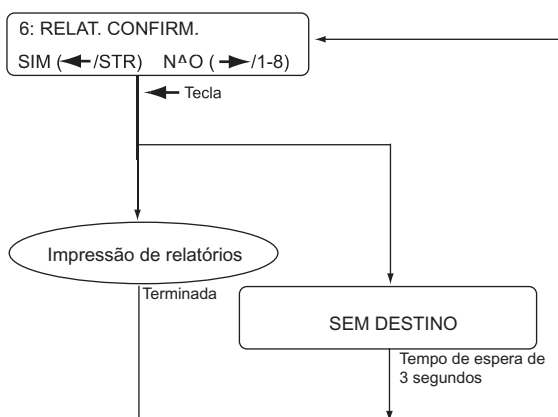 6: RELAT. CONFIRM.
SIM (←/STR) N^O (→/1-8)
Tecla
Impressão de relatórios
Terminada
SEM DESTINO
Tempo de espera de
3 segundos